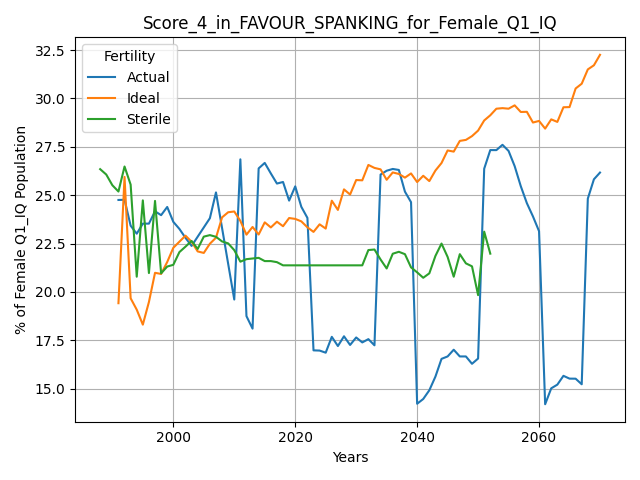 Score_4_in_FAVOUR_SPANKING_for_Female_Q1_IQ
Fertility
Actual
Ideal
Sterile
% of Female Q1_IQ Population
32.5
30.0
27.5
25.0
22.5
20.0
17.5
15.0
2000
2020
2040
2060
Years